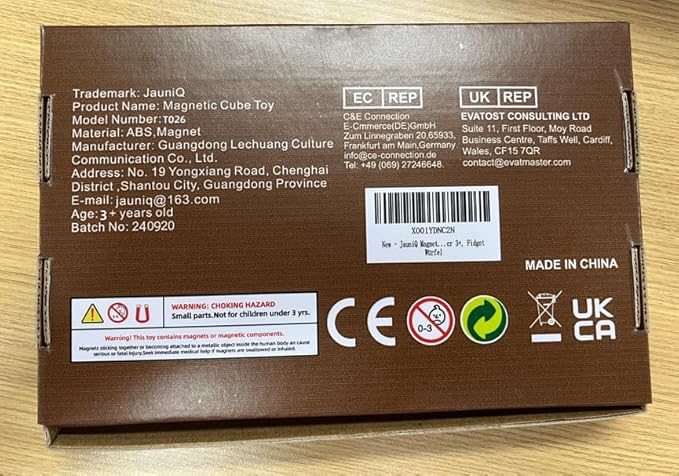 Trademark: JauniQ
Product Name: Magnetic Cube Toy
Model Number: T026
Material: ABS,Magnet
Manufacturer: Guangdong Lechuang Culture
Communication Co., Ltd.
Address: No. 19 Yongxiang Road, Chenghai
District ,Shantou City, Guangdong Province
E-mail: jauniq@163.com
Age: 3+ years old
Batch No: 240920
EC REP
C&E Connection
E-Cmmerce(DE)GmbH
Zum Linnegraben 20,65933,
Frankfurt am Main,Germany
info@ce-connection.de
Tel: +49 (069) 27246648.
UK REP
EVATOST CONSULTING LTD
Suite 11, First Floor, Moy Road
Business Centre, Taffs Well, Cardiff,
Wales, CF15 7QR
contact@evatmaster.com
X001YDNC2N
New - JauniQ Magnet...er 3+, Fidget
Würfel
MADE IN CHINA
WARNING: CHOKING HAZARD
Small parts.Not for children under 3 yrs.
Warning! This toy contains magnets or magnetic components.
Magnets sticking together or becoming attached to a metallic object inside the human body an cause
serious or fatal injury.Seek immediate medical help if magnets are swallowed or inhaled.
CE
0-3
UK
CA